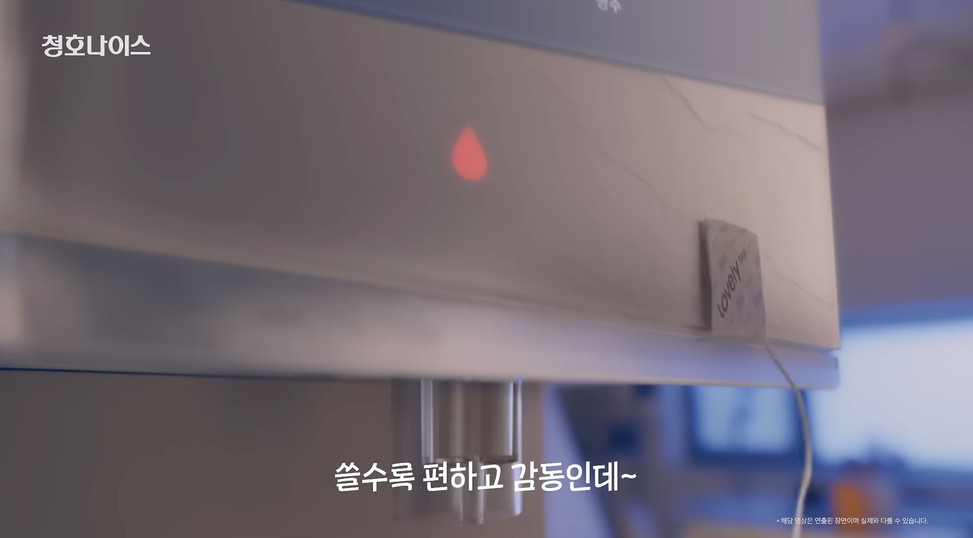 청호나이스
정수
Lovely
쓸수록 편하고 감동인데~
* 해당 영상은 연출된 장면이며 실제와 다를 수 있습니다.